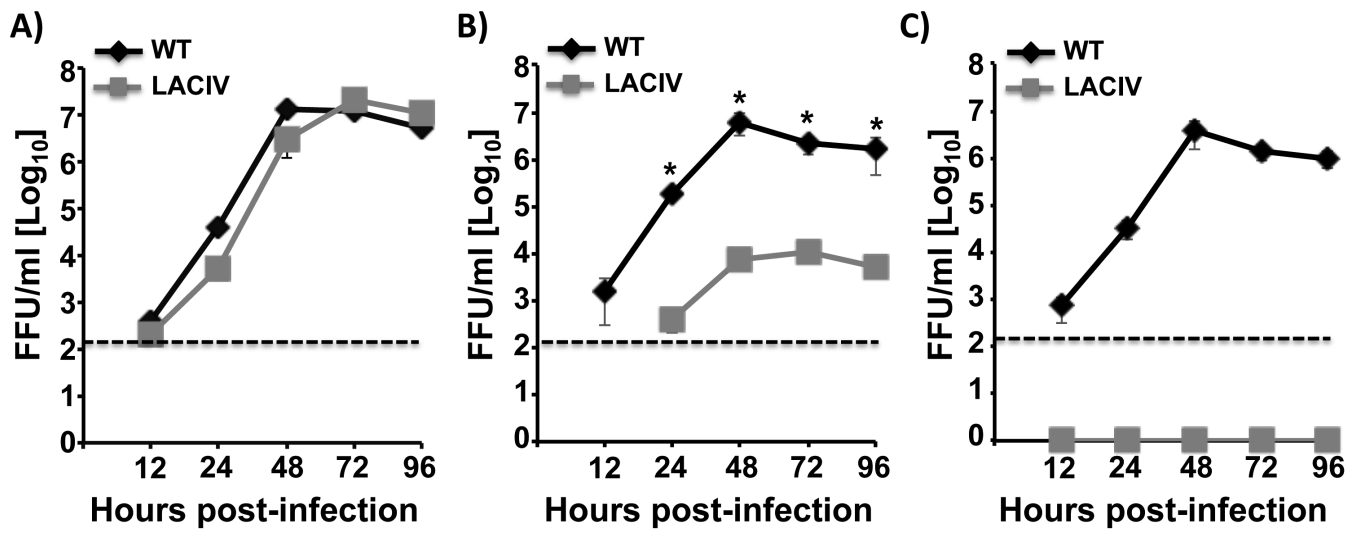 A)
WT
LACIV
FFU/ml [Log10]
8
7
6
5
4
3
2
1
0
12 24 48 72 96
Hours post-infection
B)
WT
LACIV
FFU/ml [Log10]
8
7
6
5
4
3
2
1
0
* * * *
12 24 48 72 96
Hours post-infection
C)
WT
LACIV
FFU/ml [Log10]
8
7
6
5
4
3
2
1
0
12 24 48 72 96
Hours post-infection